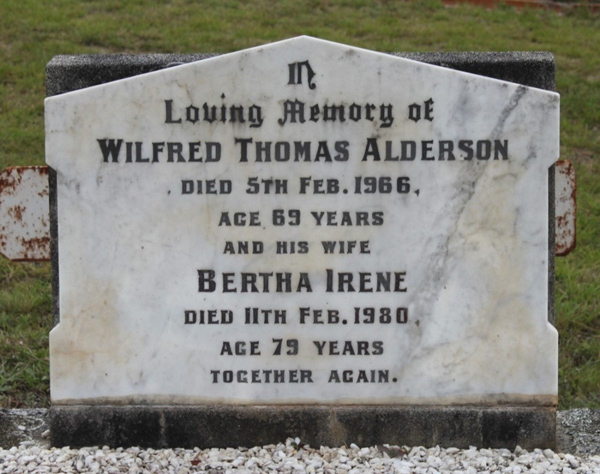 In
Loving Memory of
WILFRED THOMAS ALDERSON
DIED 5TH FEB. 1966,
AGE 69 YEARS
AND HIS WIFE
BERTHA IRENE
DIED 11TH FEB. 1980,
AGE 79 YEARS
TOGETHER AGAIN.